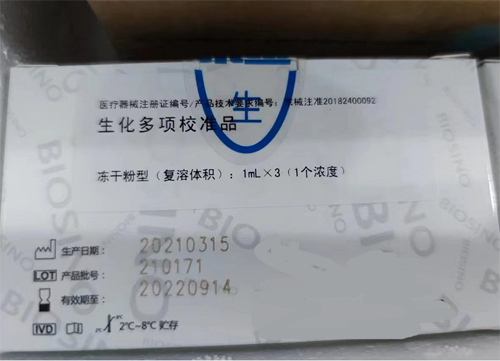 医疗器械注册证编号/产品技术要求编号:国械注准20182400092
生
生化多项校准品
冻干粉型(复溶体积):1mL×3(1个浓度)
生产日期: 20210315
LOT 产品批号: 210171
有效期至: 20220914
IVD 2℃~8℃ 贮存
BIOSINO
BIOSINO
BIOSINO